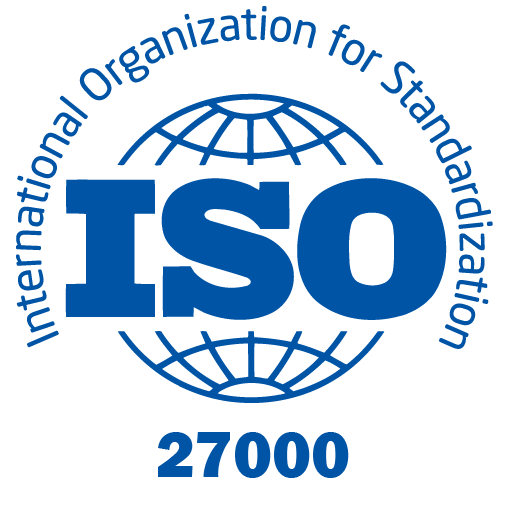 International Organization for Standardization
ISO
27000